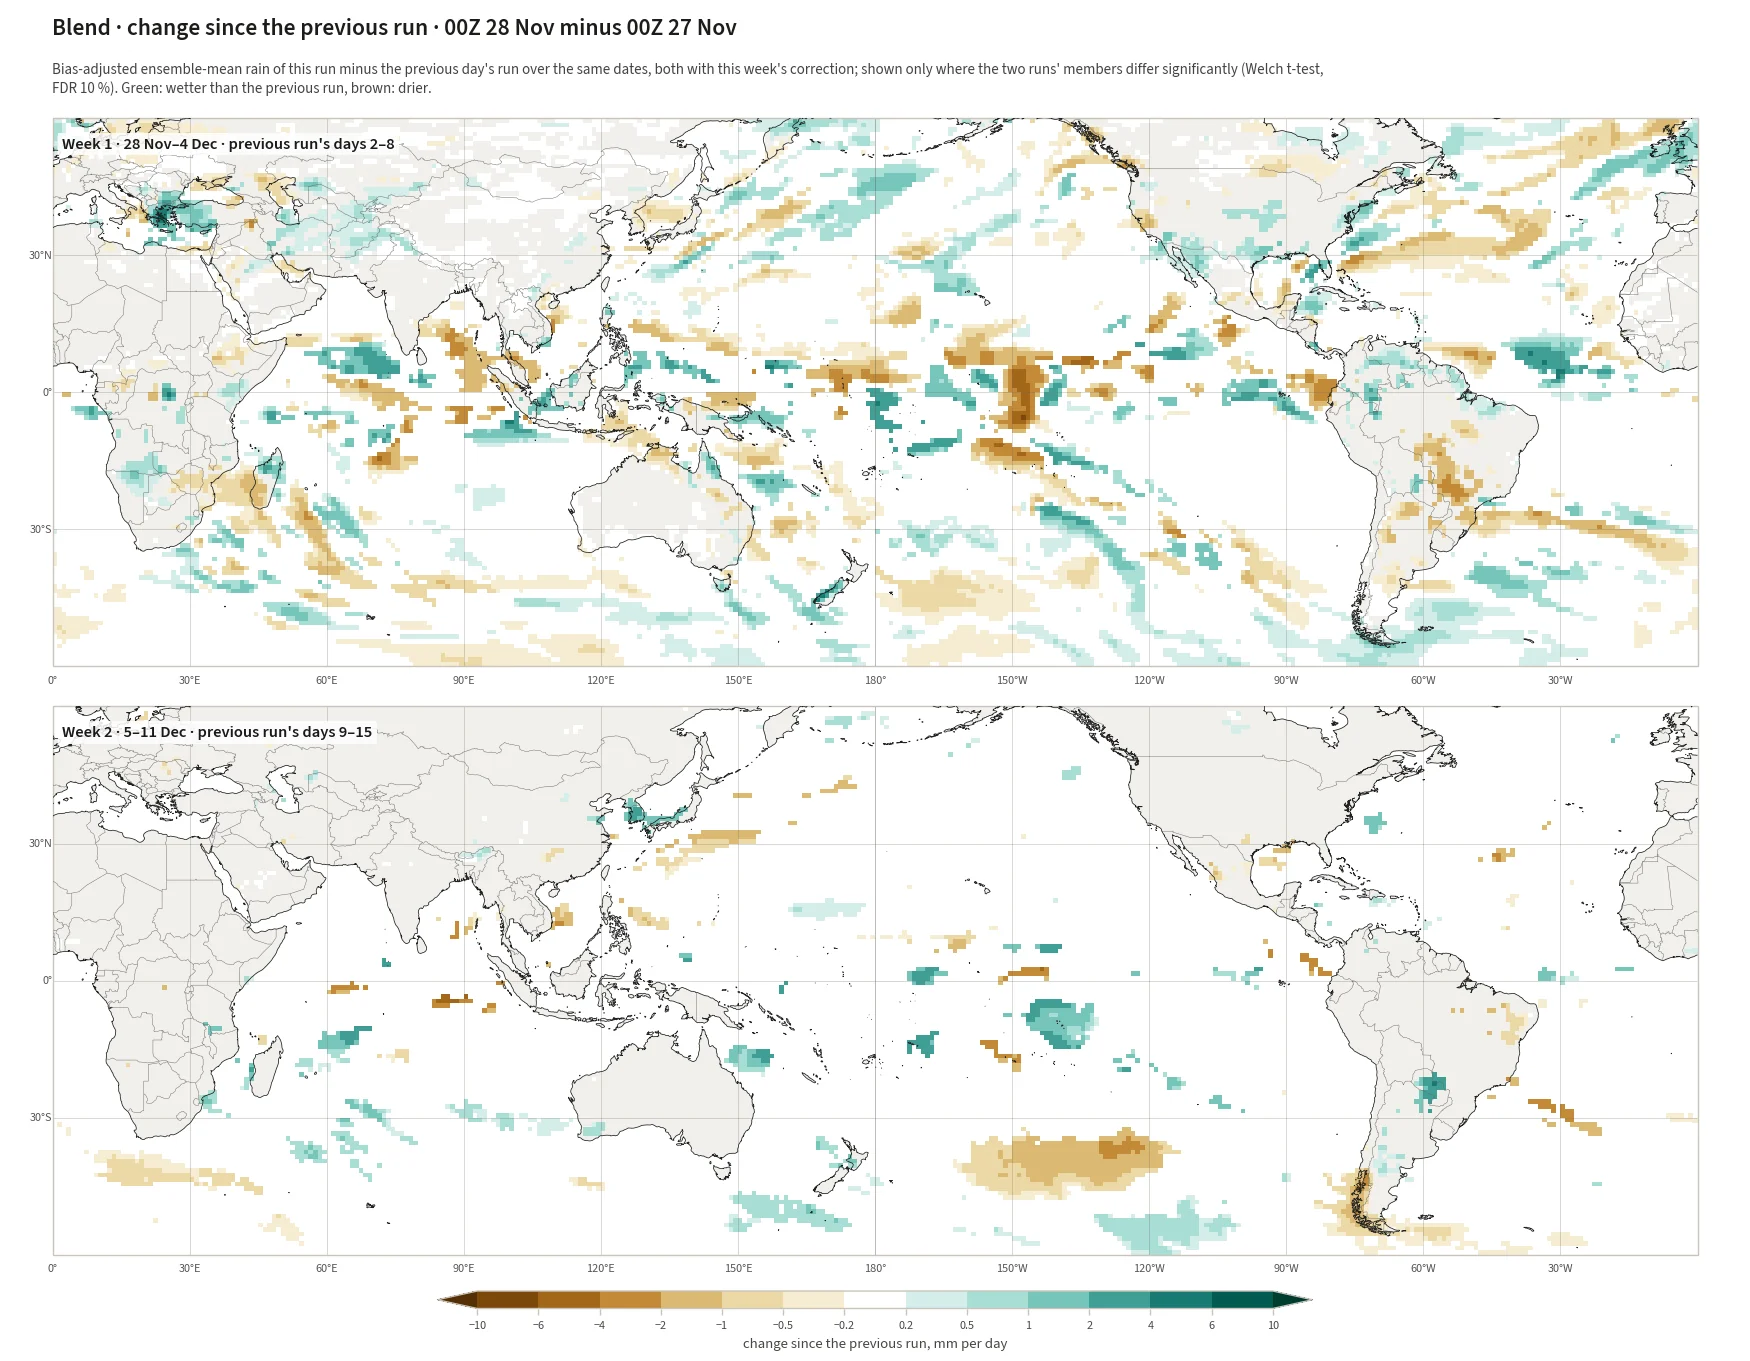 Blend · change since the previous run · 00Z 28 Nov minus 00Z 27 Nov
Bias-adjusted ensemble-mean rain of this run minus the previous day's run over the same dates, both with this week's correction; shown only where the two runs' members differ significantly (Welch t-test,
FDR 10 %). Green: wetter than the previous run, brown: drier.
Week 1 · 28 Nov–4 Dec · previous run's days 2–8
30°N
0°
30°S
0° 30°E 60°E 90°E 120°E 150°E 180° 150°W 120°W 90°W 60°W 30°W
Week 2 · 5–11 Dec · previous run's days 9–15
30°N
0°
30°S
0° 30°E 60°E 90°E 120°E 150°E 180° 150°W 120°W 90°W 60°W 30°W
−10 −6 −4 −2 −1 −0.5 −0.2 0.2 0.5 1 2 4 6 10
change since the previous run, mm per day